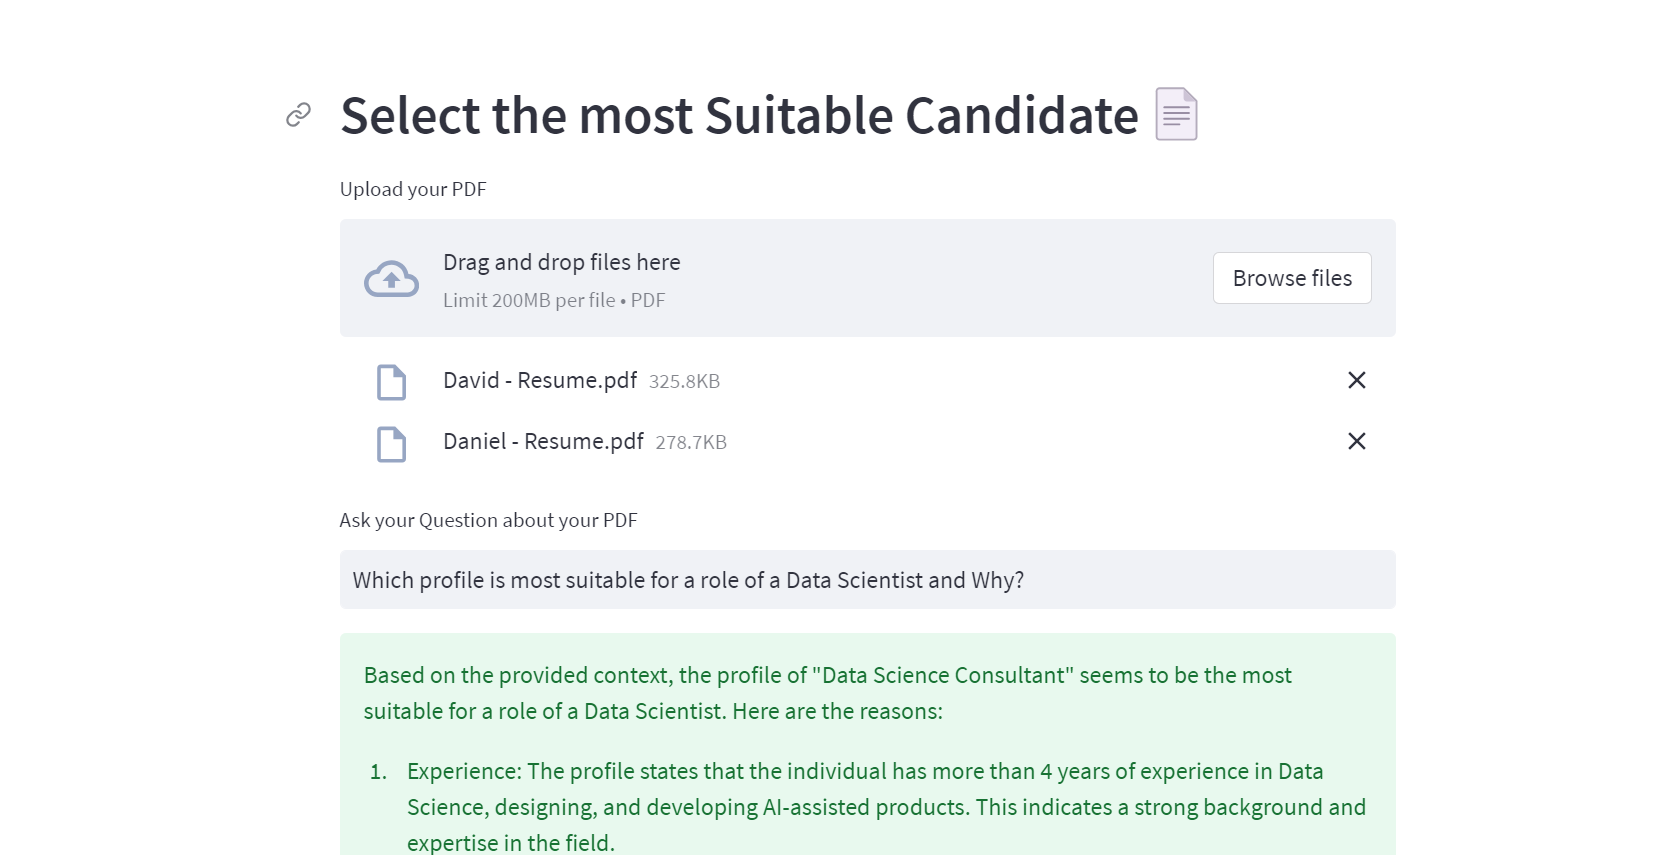 Select the most Suitable Candidate
Upload your PDF
Drag and drop files here
Limit 200MB per file • PDF
Browse files
David - Resume.pdf 325.8KB
Daniel - Resume.pdf 278.7KB
Ask your Question about your PDF
Which profile is most suitable for a role of a Data Scientist and Why?
Based on the provided context, the profile of "Data Science Consultant" seems to be the most
suitable for a role of a Data Scientist. Here are the reasons:
1. Experience: The profile states that the individual has more than 4 years of experience in Data
Science, designing, and developing AI-assisted products. This indicates a strong background and
expertise in the field.